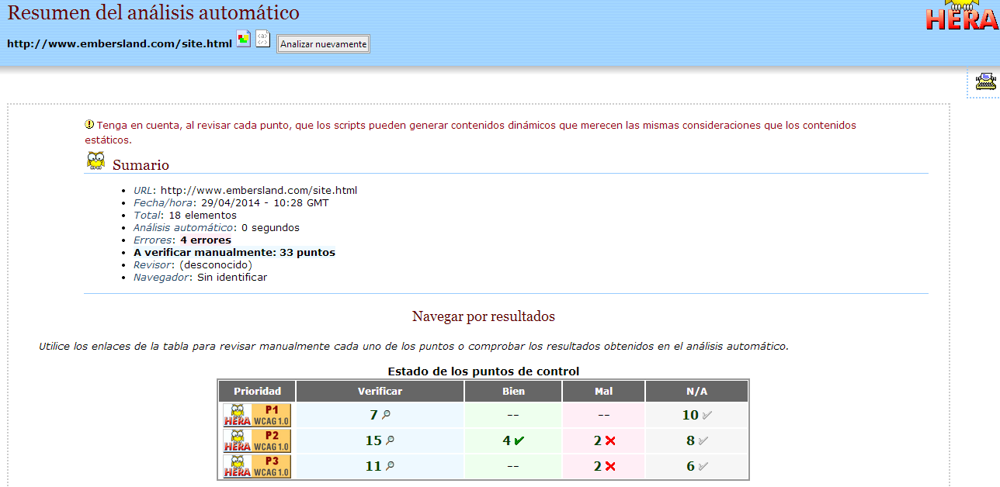 Resumen del análisis automático
HERA
http://www.embersland.com/site.html
Analizar nuevamente
Tenga en cuenta, al revisar cada punto, que los scripts pueden generar contenidos dinámicos que merecen las mismas consideraciones que los contenidos
estáticos.
Sumario
URL: http://www.embersland.com/site.html
Fecha/hora: 29/04/2014 - 10:28 GMT
Total: 18 elementos
Análisis automático: 0 segundos
Errores: 4 errores
A verificar manualmente: 33 puntos
Revisor: (desconocido)
Navegador: Sin identificar
Navegar por resultados
Utilice los enlaces de la tabla para revisar manualmente cada uno de los puntos o comprobar los resultados obtenidos en el análisis automático.
Estado de los puntos de control
Prioridad Verificar Bien Mal N/A
HERA P1 WCAG 1.0 7 -- -- 10
HERA P2 WCAG 1.0 15 4 2 8
HERA P3 WCAG 1.0 11 -- 2 6